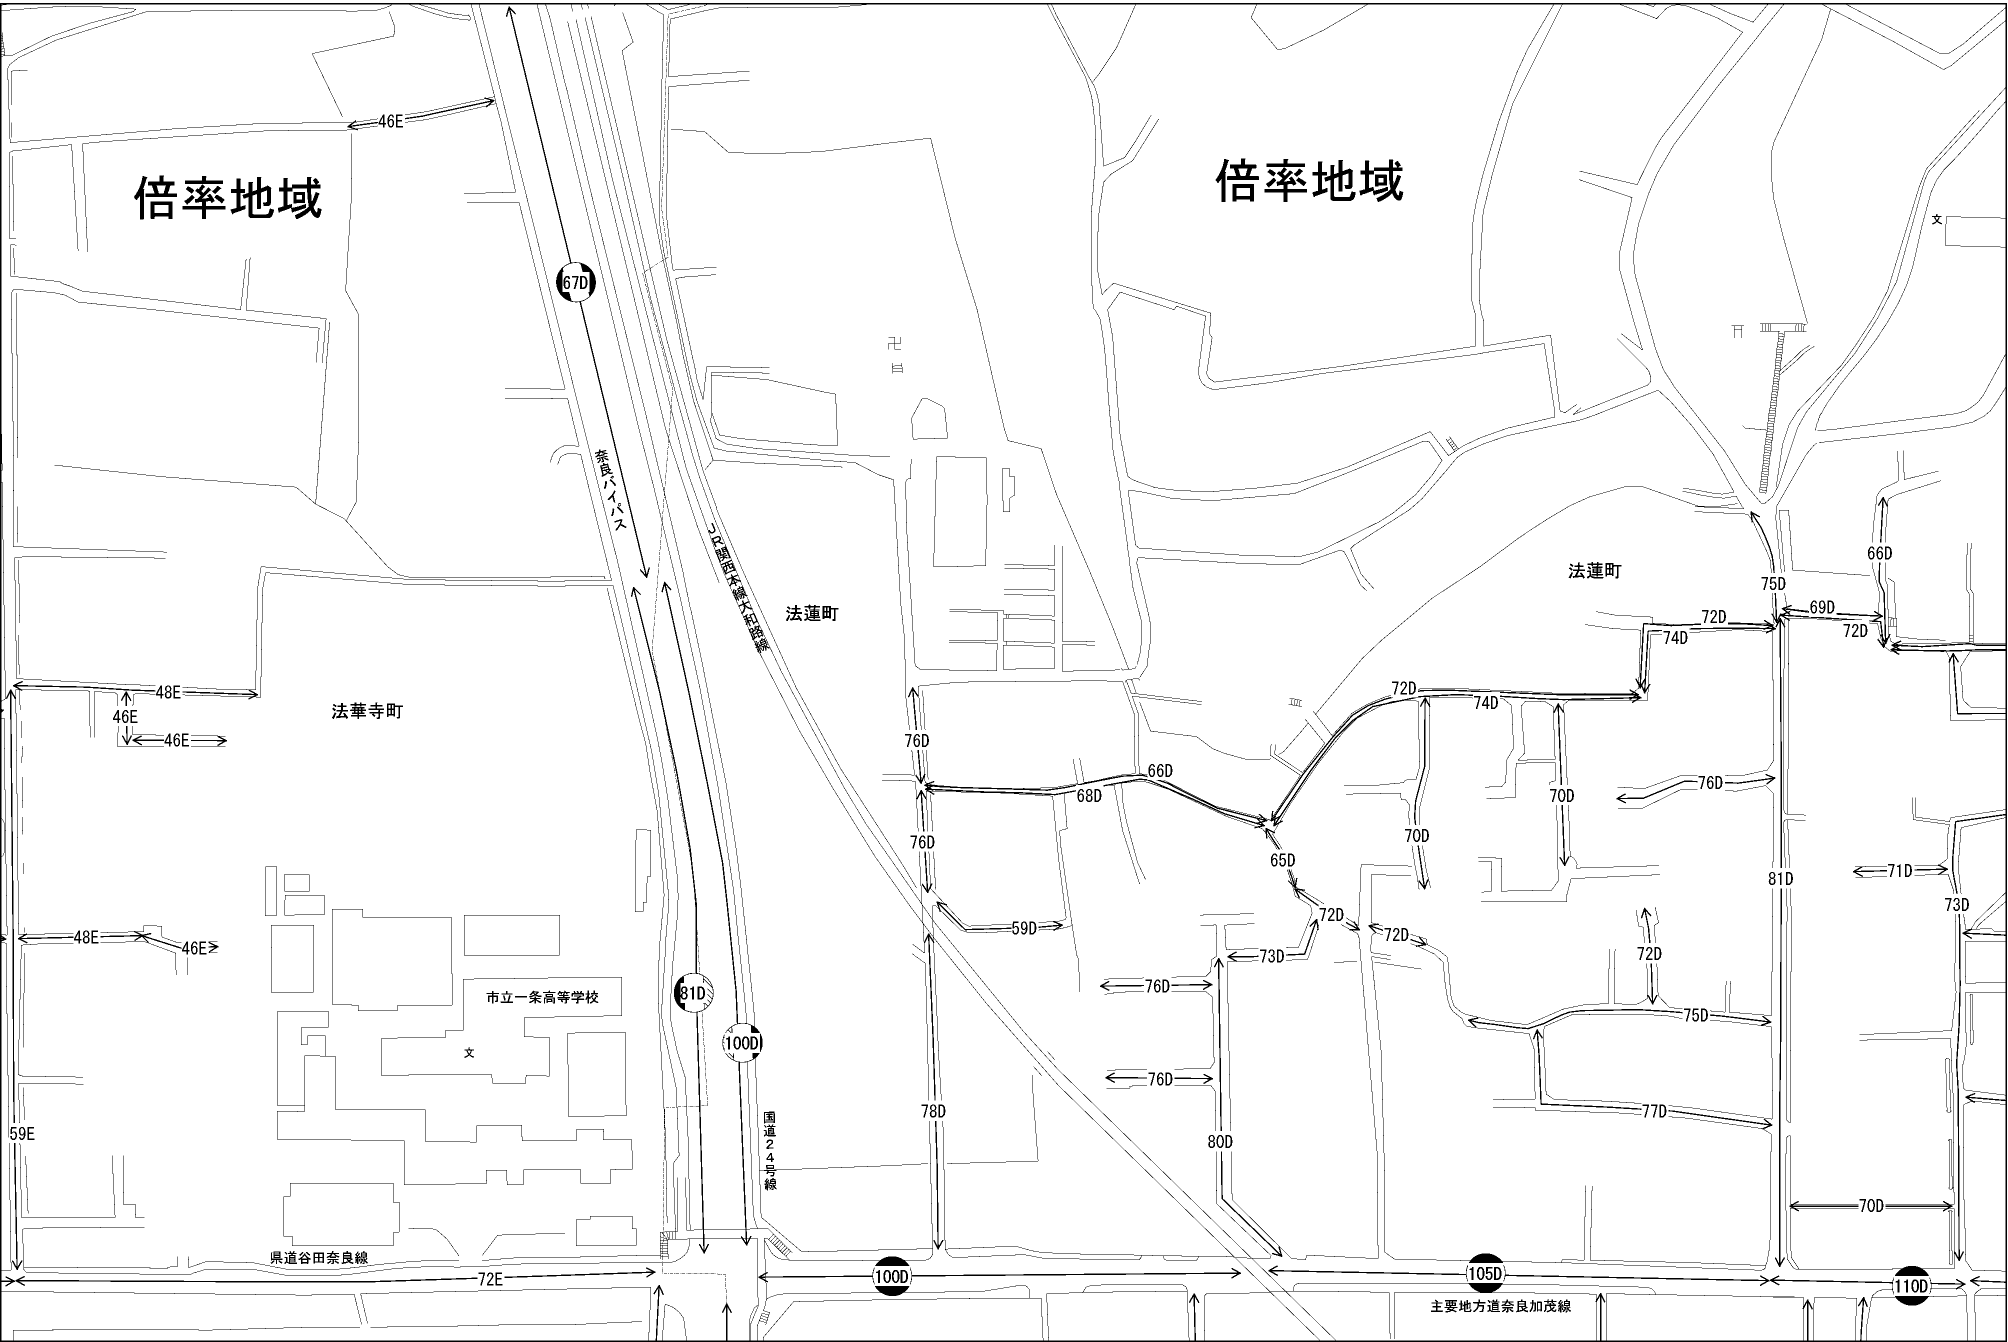 46E
倍率地域
倍率地域
文
67D
奈良バイパス
JR関西本線大和路線
法蓮町
法蓮町
66D
75D
69D
72D
72D
74D
48E
46E
46E
法華寺町
72D
74D
76D
66D
68D
76D
70D
76D
70D
65D
81D
71D
73D
59D
72D
72D
72D
48E
46E
73D
76D
市立一条高等学校
文
81D
100D
75D
76D
78D
77D
80D
59E
国道24号線
70D
県道谷田奈良線
72E
100D
105D
110D
主要地方道奈良加茂線